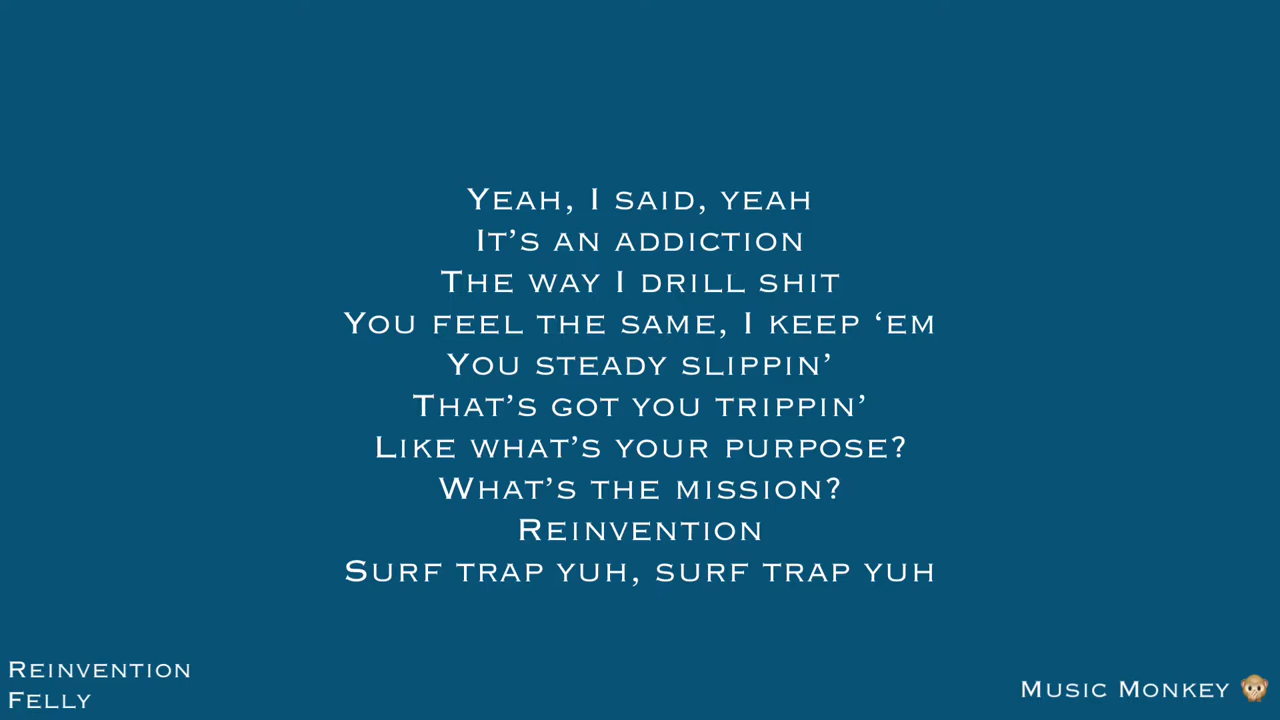 Yeah, I said, yeah
It’s an addiction
The way I drill shit
You feel the same, I keep ‘em
You steady slippin’
That’s got you trippin’
Like what’s your purpose?
What’s the mission?
Reinvention
Surf trap yuh, surf trap yuh
Reinvention
Felly
Music Monkey 🙊